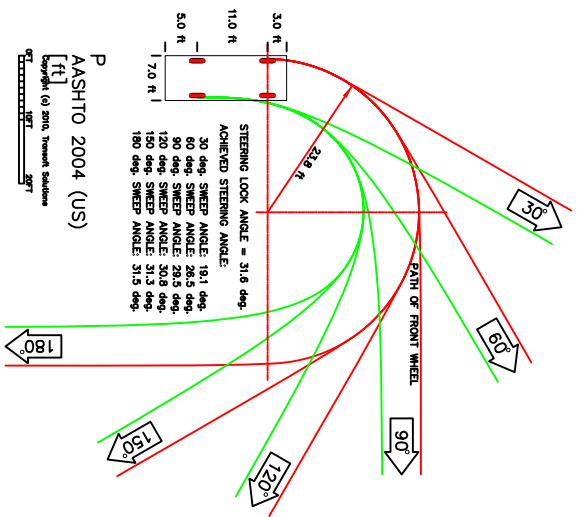 5.0 ft
11.0 ft
3.0 ft
7.0 ft
23.8 ft
P
AASHTO 2004 (US)
[ft]
Copyright (c) 2010, Transoft Solutions
0FT
10FT
20FT
STEERING LOCK ANGLE = 31.6 deg.
ACHIEVED STEERING ANGLE:
30 deg. SWEEP ANGLE: 19.1 deg.
60 deg. SWEEP ANGLE: 26.5 deg.
90 deg. SWEEP ANGLE: 29.5 deg.
120 deg. SWEEP ANGLE: 30.8 deg.
150 deg. SWEEP ANGLE: 31.3 deg.
180 deg. SWEEP ANGLE: 31.5 deg.
PATH OF FRONT WHEEL
30°
60°
90°
120°
150°
180°